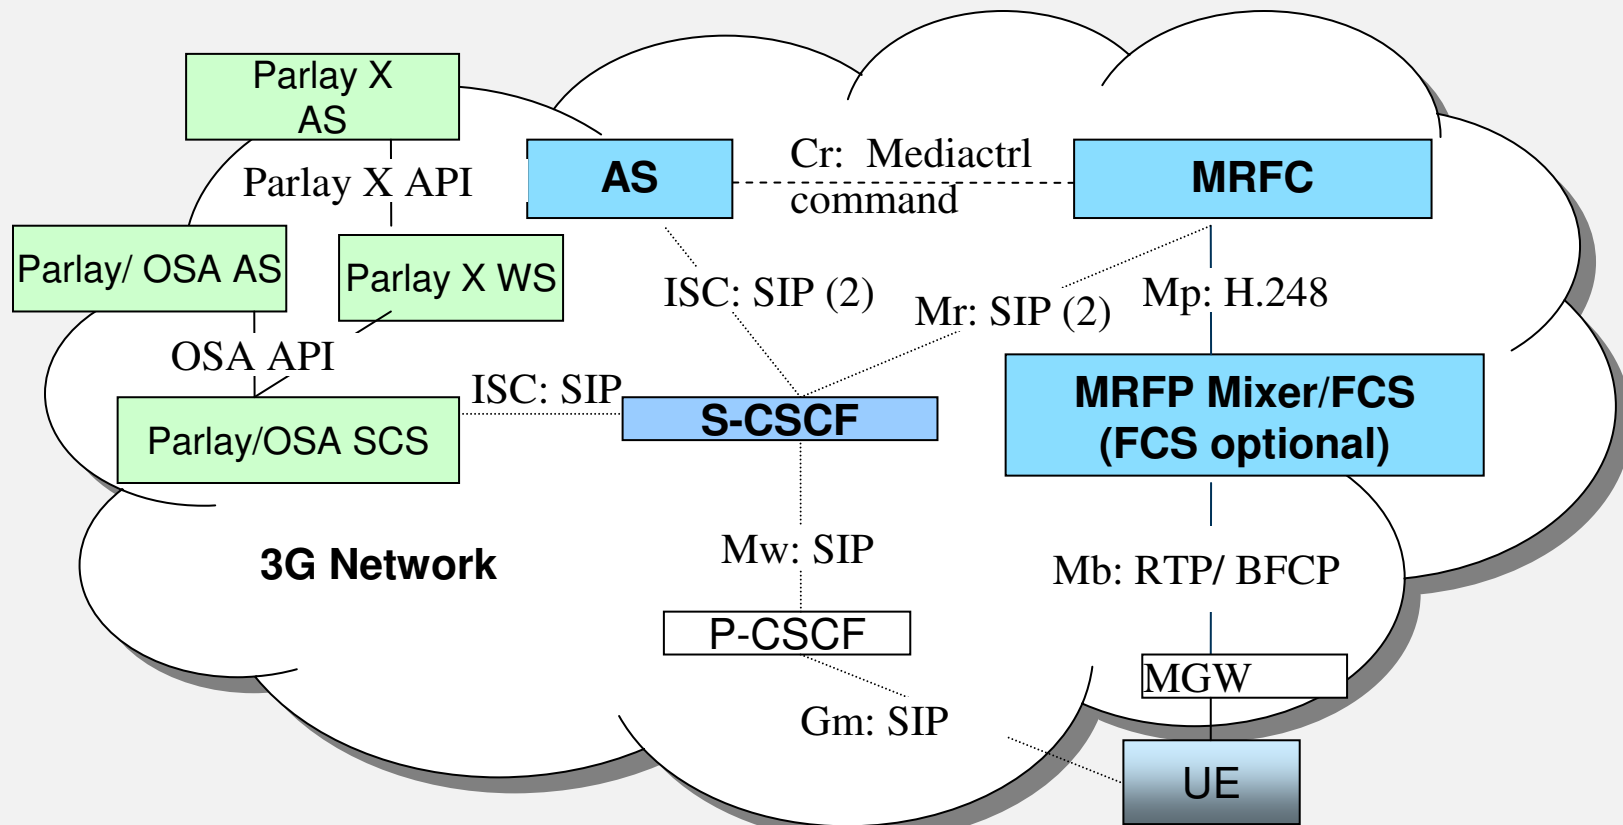 Parlay X
AS
Parlay X API
AS
Cr:  Mediactrl
command
MRFC
Parlay/ OSA AS
Parlay X WS
ISC: SIP (2)
Mr: SIP (2)
Mp: H.248
OSA API
ISC: SIP
S-CSCF
MRFP Mixer/FCS
(FCS optional)
Parlay/OSA SCS
3G Network
Mw: SIP
Mb: RTP/ BFCP
P-CSCF
MGW
Gm: SIP
UE